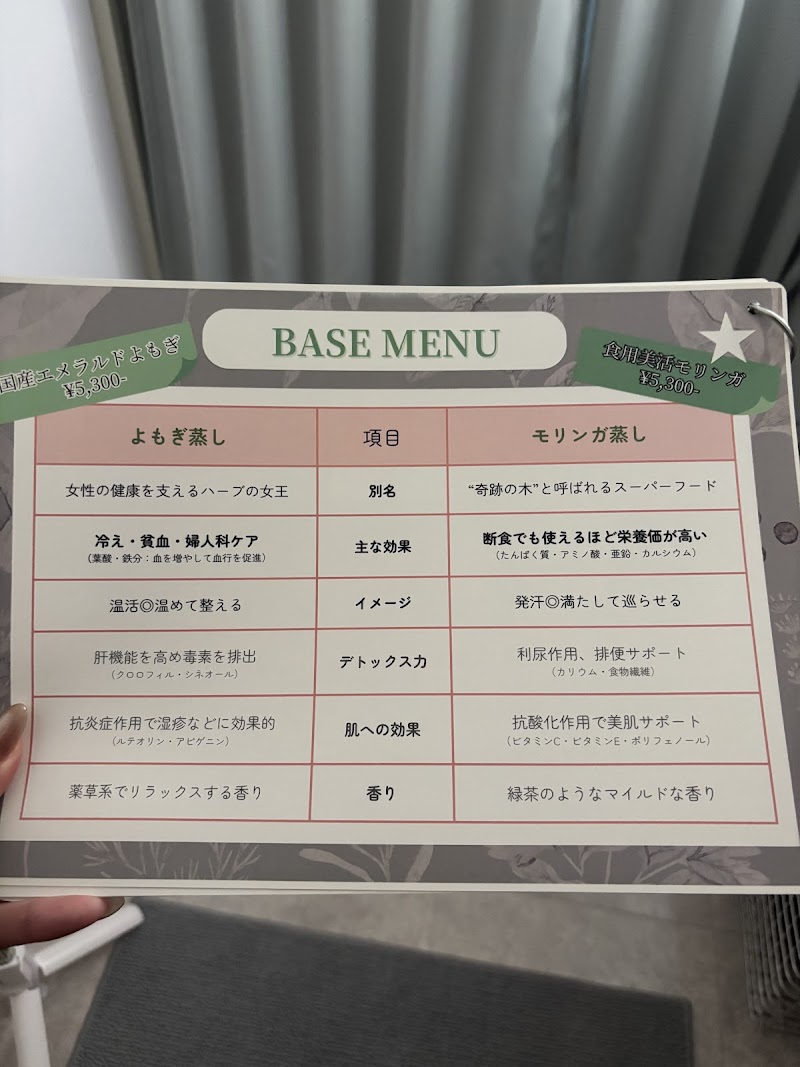 BASE MENU
国産エメラルドよもぎ
¥5,300-
食用美活モリンガ
¥5,300-
よもぎ蒸し 項目 モリンガ蒸し
女性の健康を支えるハーブの女王 別名 “奇跡の木”と呼ばれるスーパーフード
冷え・貧血・婦人科ケア 主な効果 断食でも使えるほど栄養価が高い
（葉酸・鉄分：血を増やして血行を促進） （たんぱく質・アミノ酸・亜鉛・カルシウム）
温活◎温めて整える イメージ 発汗◎満たして巡らせる
肝機能を高め毒素を排出 デトックス力 利尿作用、排便サポート
（クロロフィル・シネオール） （カリウム・食物繊維）
抗炎症作用で湿疹などに効果的 肌への効果 抗酸化作用で美肌サポート
（ルテオリン・アピゲニン） （ビタミンC・ビタミンE・ポリフェノール）
薬草系でリラックスする香り 香り 緑茶のようなマイルドな香り